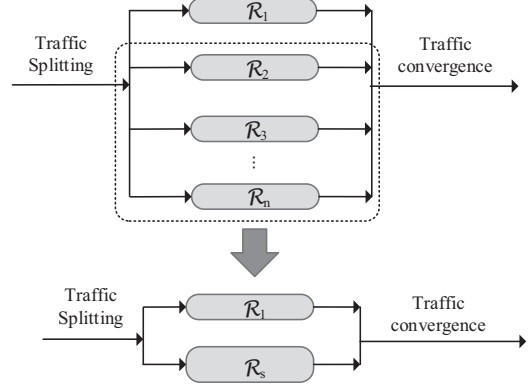 R₁
Traffic
Splitting
Traffic
convergence
R₂
R₃
⋮
Rₙ
Traffic
Splitting
R₁
Traffic
convergence
Rₛ